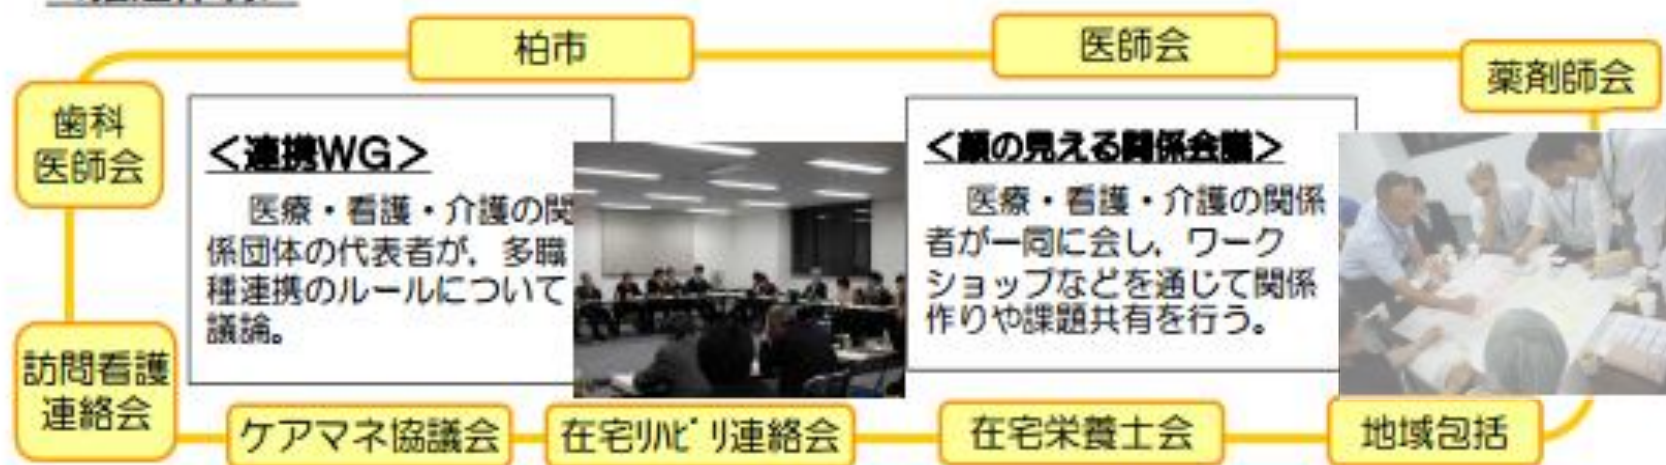 柏市
医師会
薬剤師会
歯科
医師会
＜連携WG＞
医療・看護・介護の関
係団体の代表者が，多職
種連携のルールについて
議論。
＜顔の見える関係会議＞
医療・看護・介護の関係
者が一同に会し，ワーク
ショップなどを通じて関係
作りや課題共有を行う。
訪問看護
連絡会
ケアマネ協議会
在宅ﾘﾊﾋﾞﾘ連絡会
在宅栄養士会
地域包括